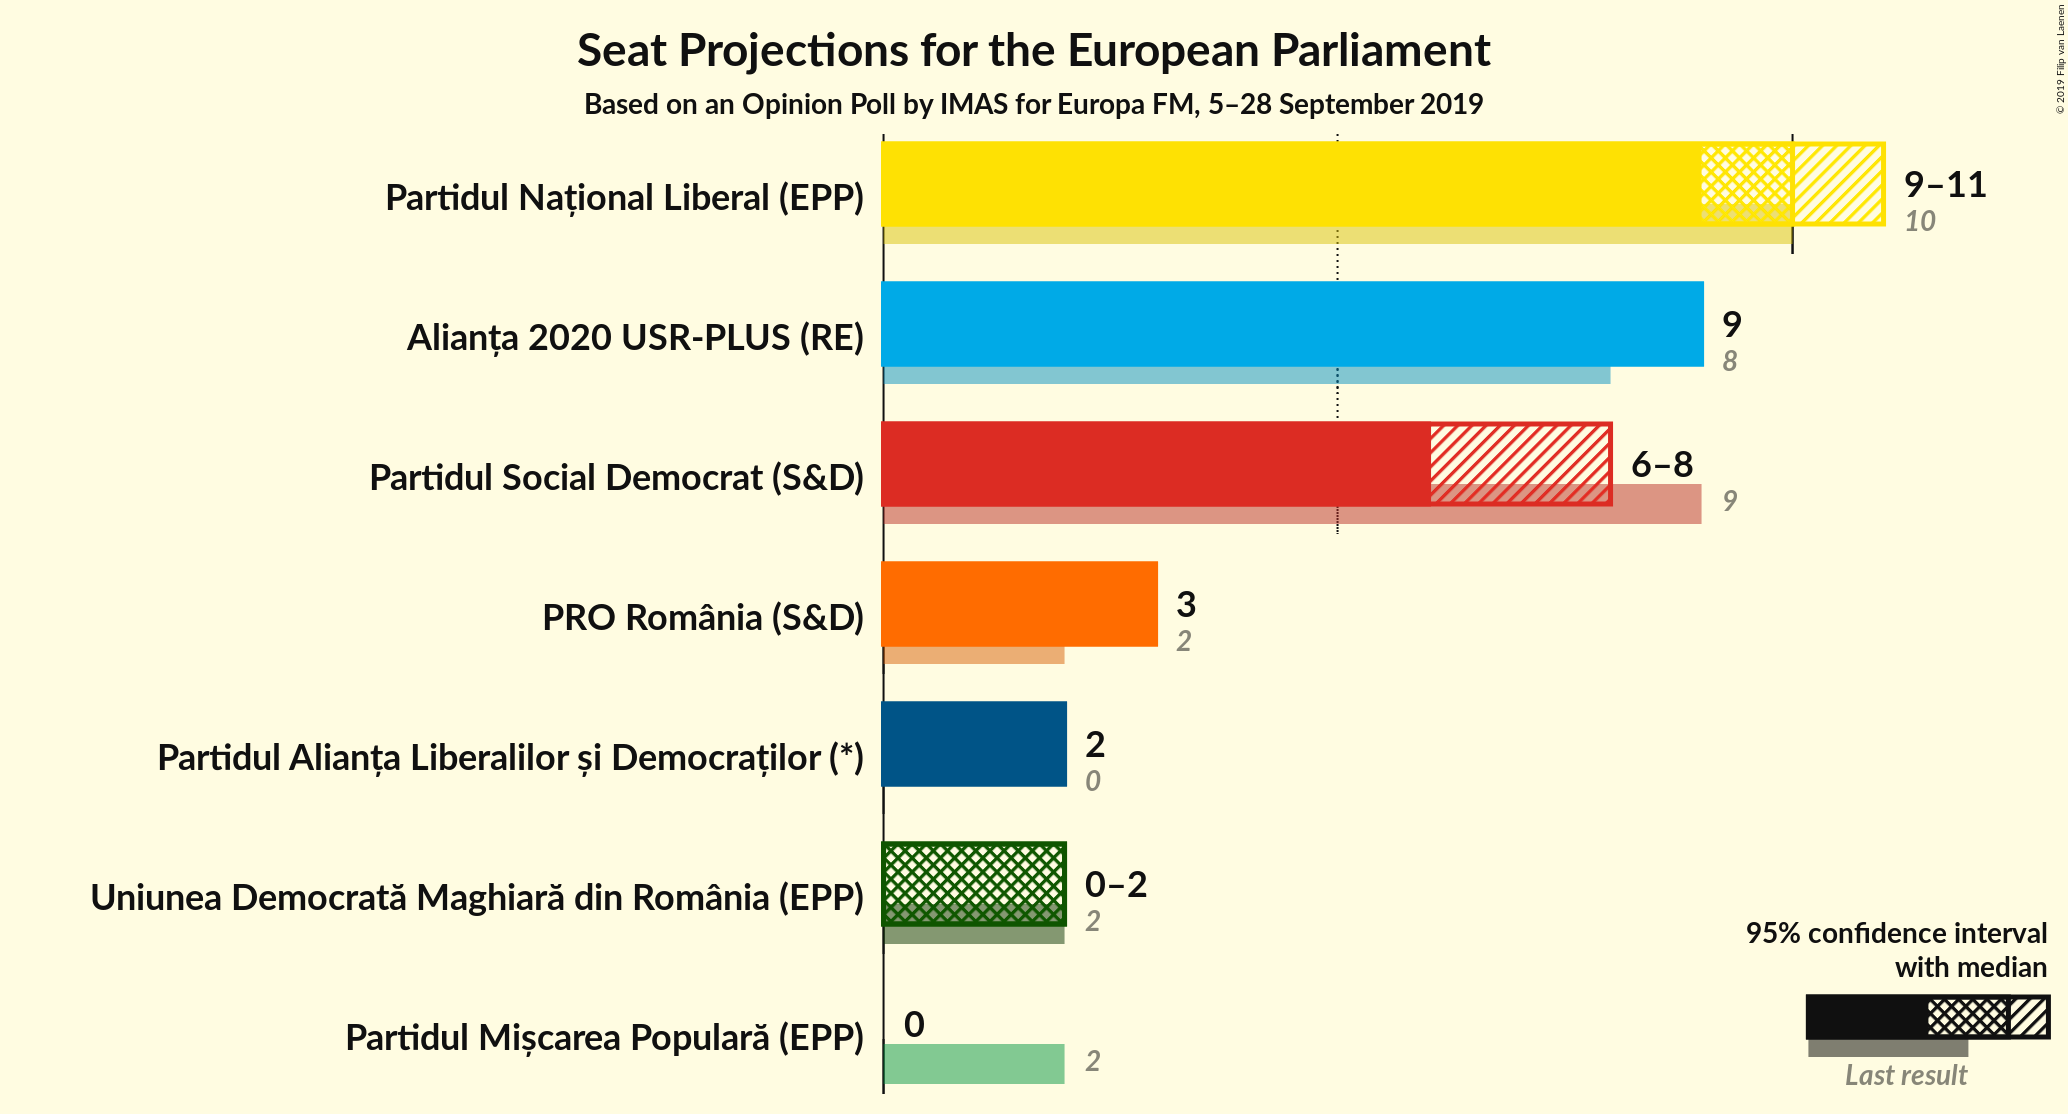 Seat Projections for the European Parliament
Based on an Opinion Poll by IMAS for Europa FM, 5–28 September 2019
© 2019 Filip van Laenen
Partidul Național Liberal (EPP)
9–11
10
Alianța 2020 USR-PLUS (RE)
9
8
Partidul Social Democrat (S&D)
6–8
9
PRO România (S&D)
3
2
Partidul Alianța Liberalilor și Democraților (*)
2
0
Uniunea Democrată Maghiară din România (EPP)
0–2
2
Partidul Mișcarea Populară (EPP)
0
2
95% confidence interval
with median
Last result